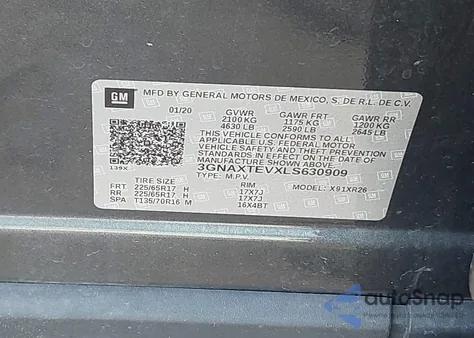 GM
MFD BY GENERAL MOTORS DE MEXICO, S. DE R.L. DE C.V.
01/20 GVWR GAWR FRT GAWR RR
2100 KG 1175 KG 1200 KG
4630 LB 2590 LB 2645 LB
THIS VEHICLE CONFORMS TO ALL APPLICABLE
U.S. FEDERAL MOTOR VEHICLE SAFETY, BUMPER,
AND THEFT PREVENTION STANDARDS IN EFFECT
ON THE DATE OF MANUFACTURE SHOWN ABOVE.
139X 3GNAXTEVXLS630909
TYPE: M.P.V. MODEL: X91XR26
TIRE SIZE RIM
FRT 225/65R17 H 17X7J
RR 225/65R17 H 17X7J
SPA T135/70R16 M 16X4BT
autoSnap